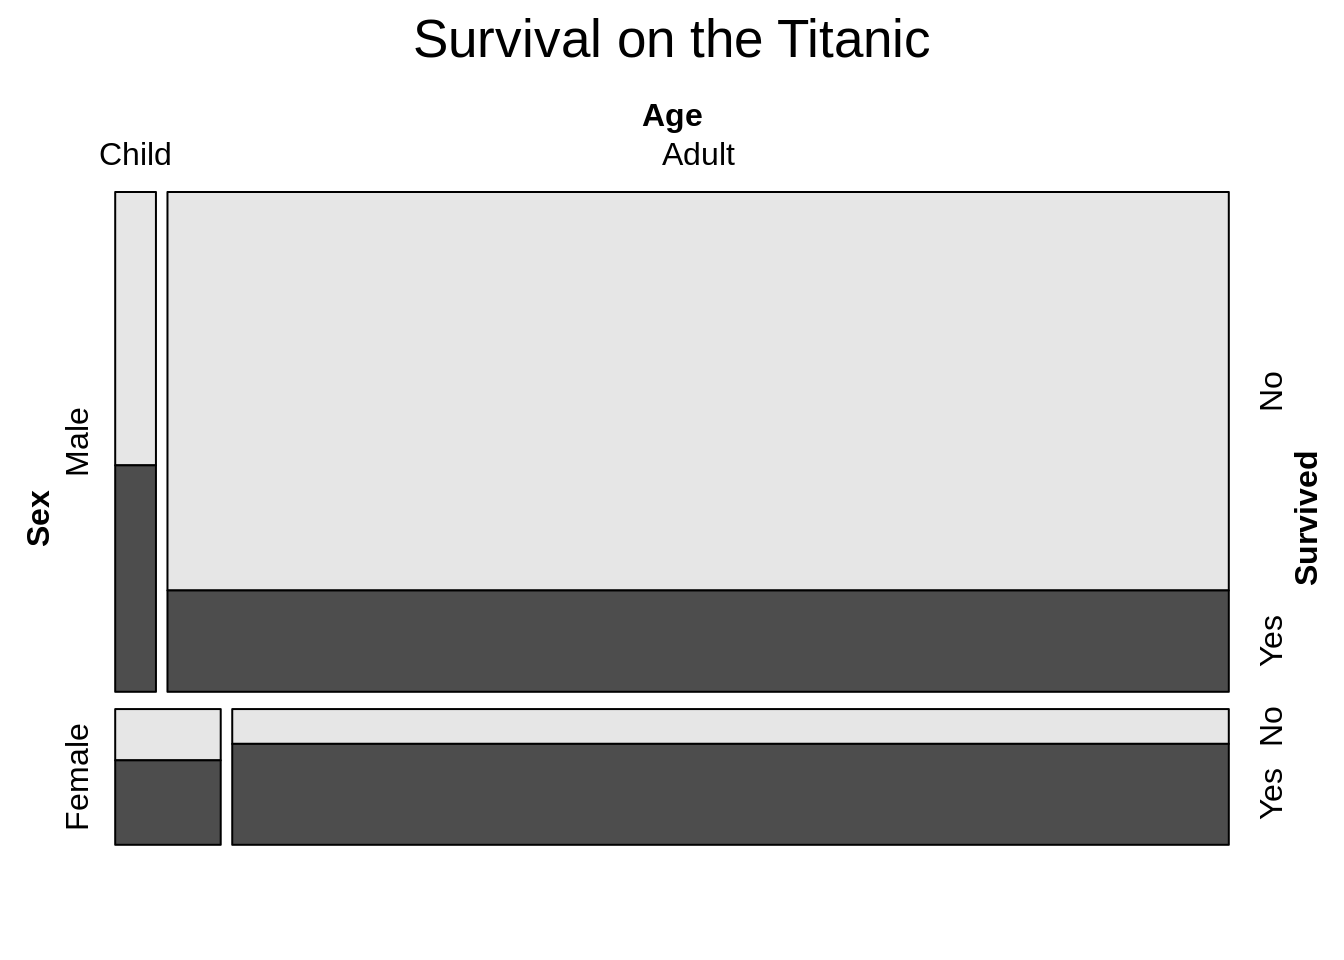 Survival on the Titanic
Age
Child
Adult
Sex
Male
Female
No
Yes
No
Yes
Survived